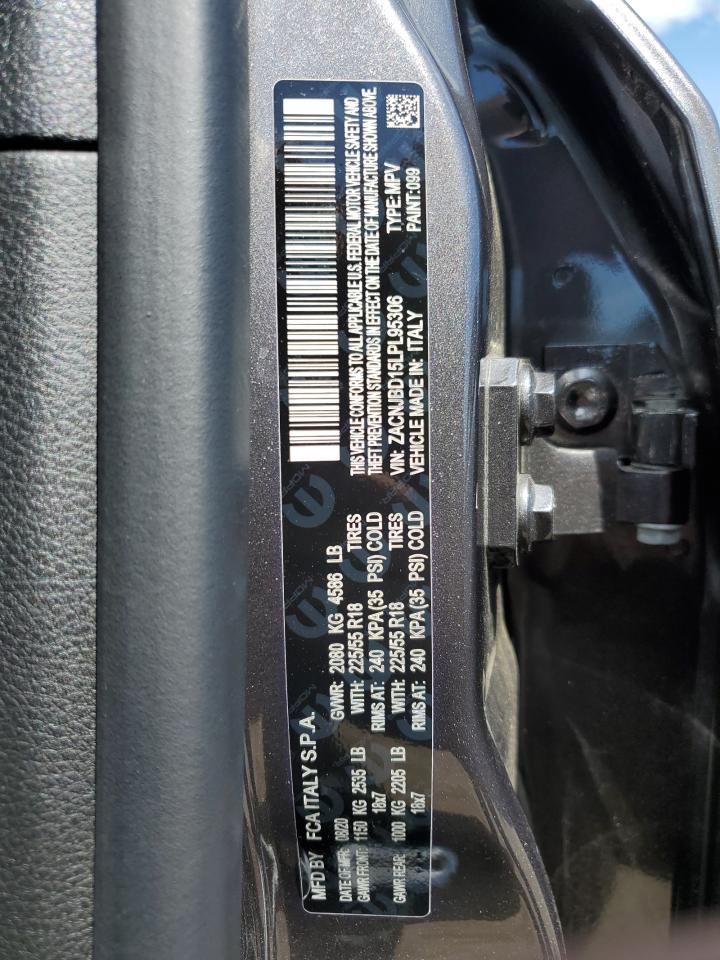 MFD BY FCA ITALY S.P.A.
DATE OF MFR: 08/20 GVWR: 2080 KG 4586 LB
GAWR FRONT: 1150 KG 2535 LB WITH: 225/55 R18 TIRES
18x7 RIMS AT: 240 KPA(35 PSI) COLD
GAWR REAR: 1000 KG 2205 LB WITH: 225/55 R18 TIRES
18x7 RIMS AT: 240 KPA(35 PSI) COLD
THIS VEHICLE CONFORMS TO ALL APPLICABLE U.S. FEDERAL MOTOR VEHICLE SAFETY AND
THEFT PREVENTION STANDARDS IN EFFECT ON THE DATE OF MANUFACTURE SHOWN ABOVE.
VIN: ZACNJBD15LPL95306 TYPE:MPV
VEHICLE MADE IN: ITALY PAINT:099
MOPAR